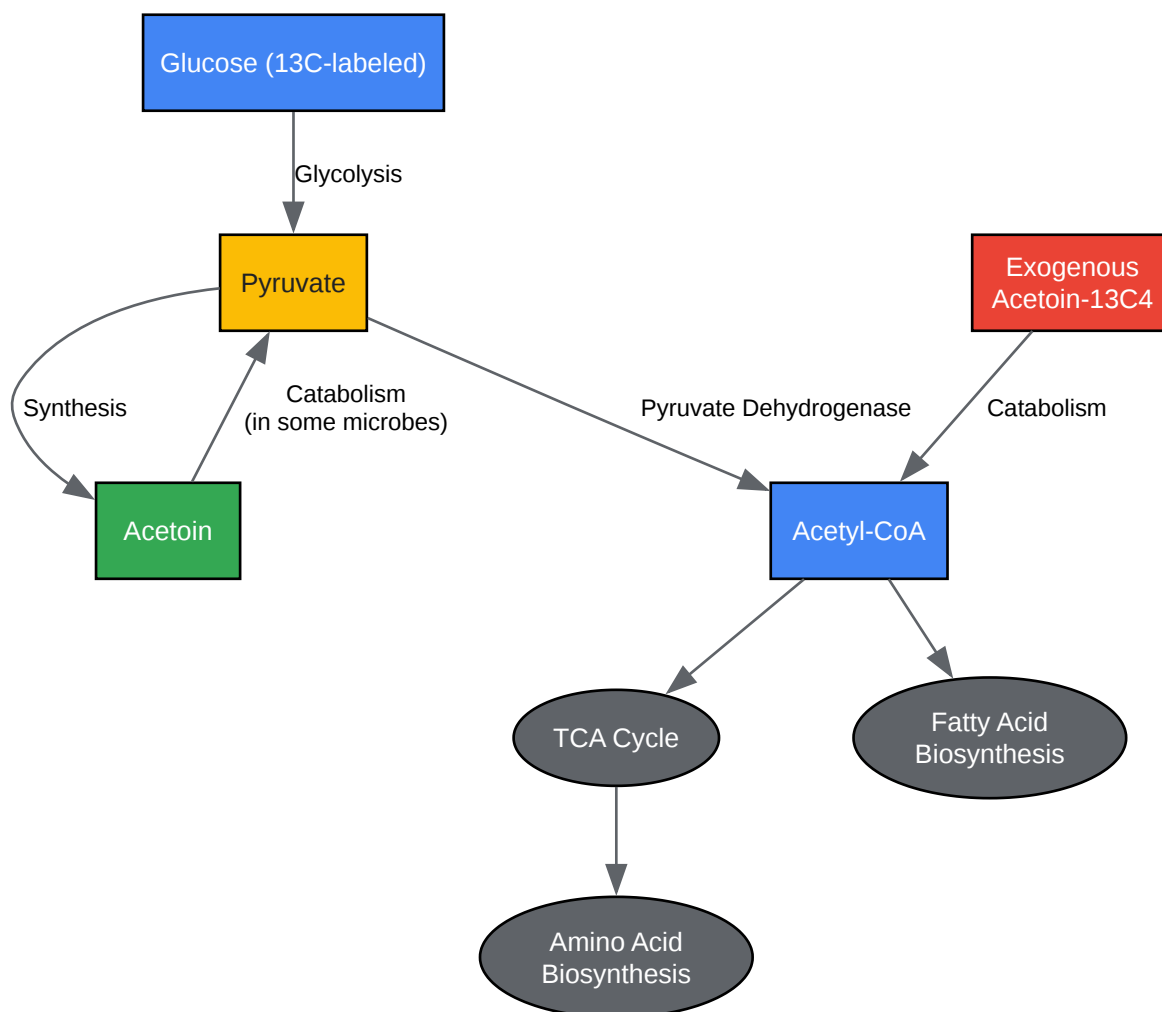 Glucose (13C-labeled)
Glycolysis
Pyruvate
Exogenous
Acetoin-13C4
Synthesis
Catabolism
(in some microbes)
Pyruvate Dehydrogenase
Catabolism
Acetoin
Acetyl-CoA
TCA Cycle
Fatty Acid
Biosynthesis
Amino Acid
Biosynthesis